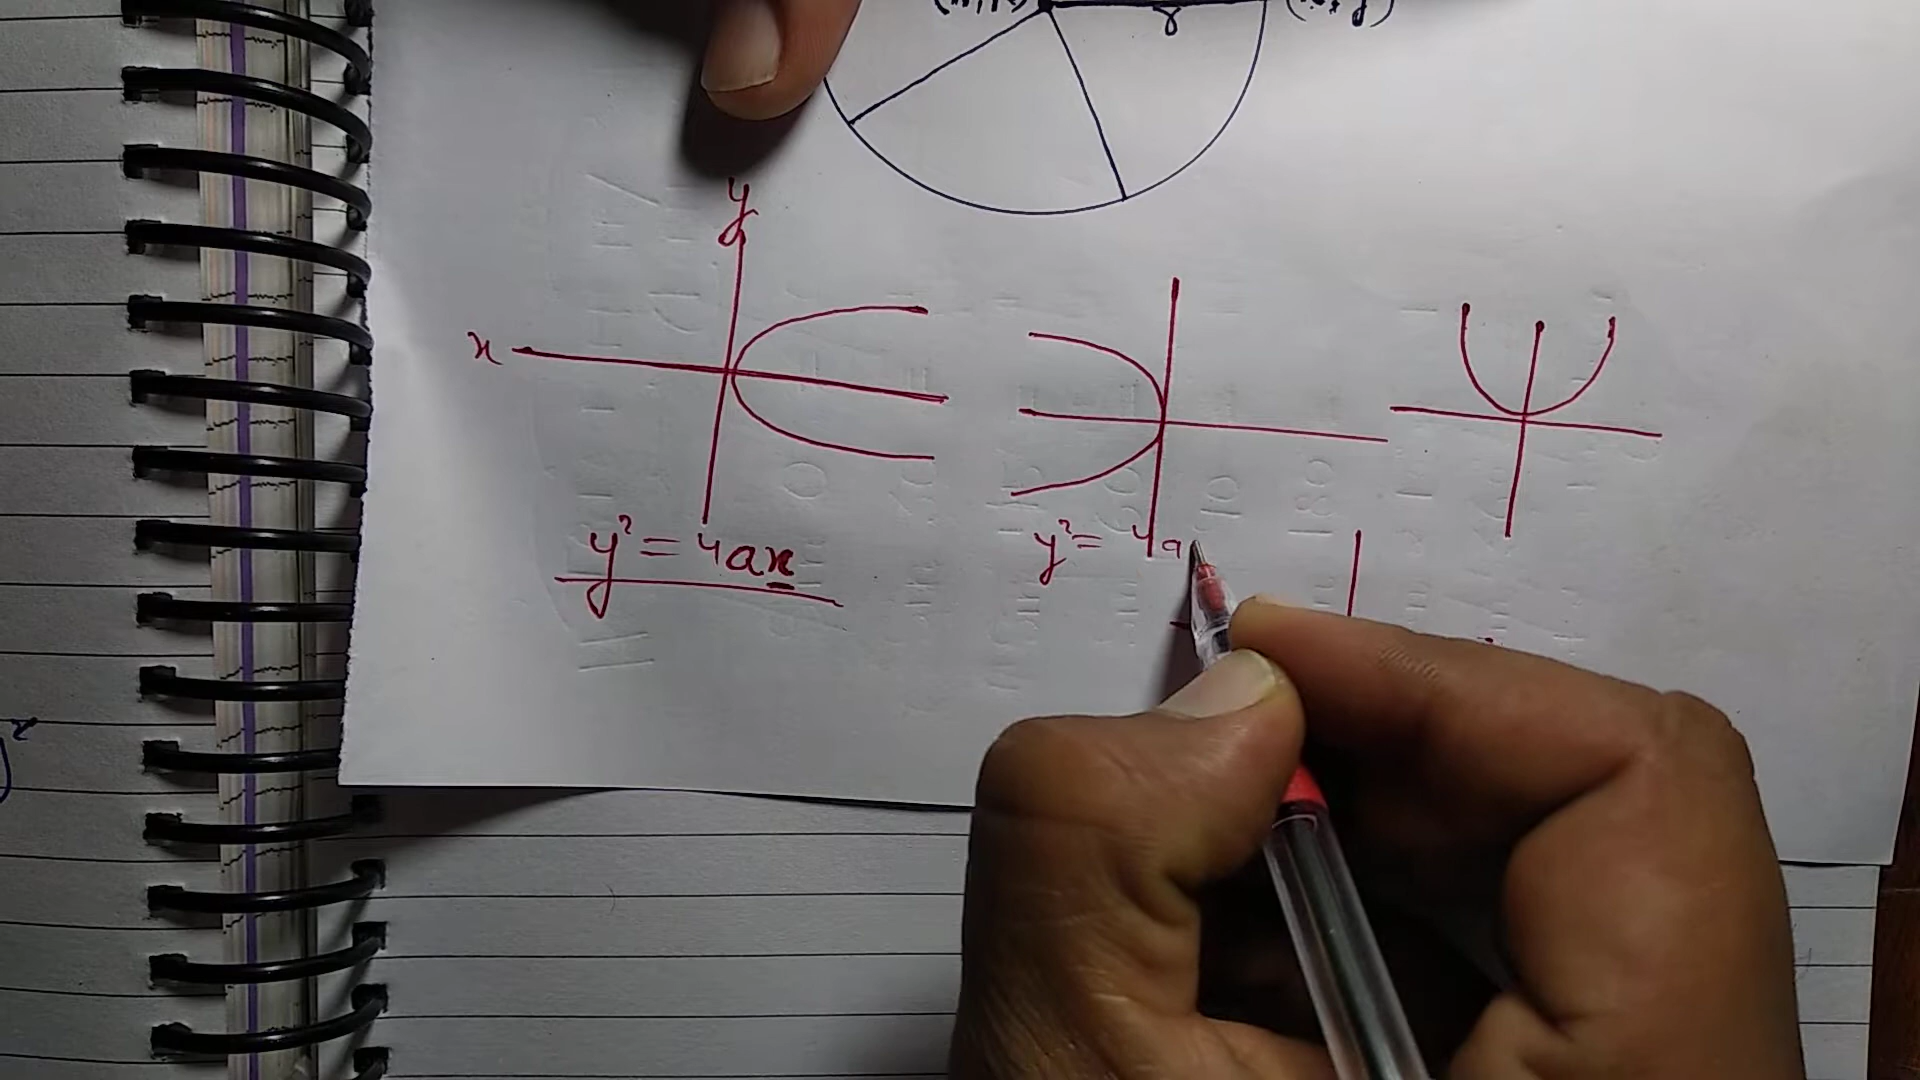 y
x
y² = 4ax
y² = 4a